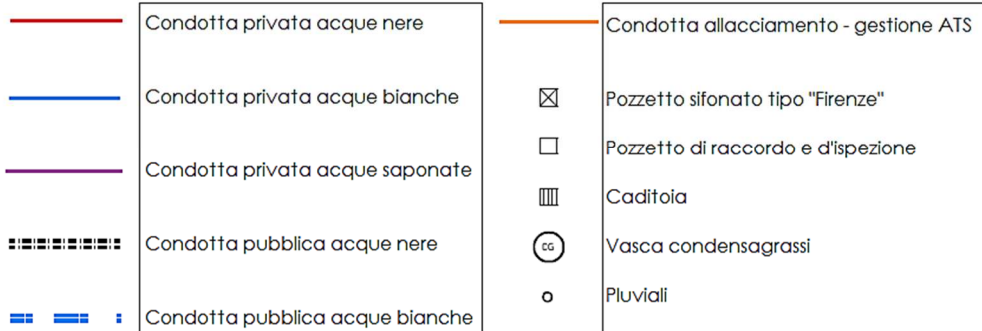 Condotta privata acque nere
Condotta privata acque bianche
Condotta privata acque saponate
Condotta pubblica acque nere
Condotta pubblica acque bianche
Condotta allacciamento - gestione ATS
Pozzetto sifonato tipo "Firenze"
Pozzetto di raccordo e d'ispezione
Caditoia
CG
Vasca condensagrassi
Pluviali